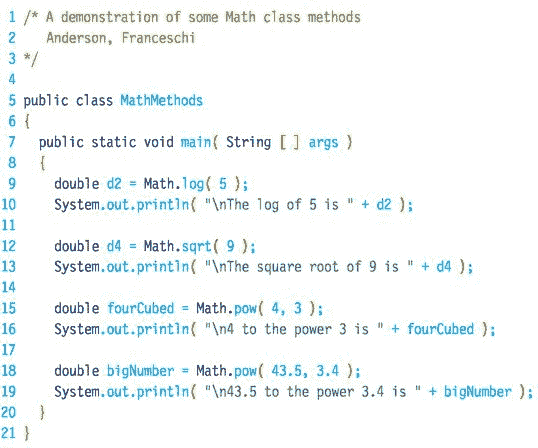 1 /* A demonstration of some Math class methods
2    Anderson, Franceschi
3 */
4
5 public class MathMethods
6 {
7   public static void main( String [ ] args )
8   {
9     double d2 = Math.log( 5 );
10     System.out.println( "\nThe log of 5 is " + d2 );
11
12     double d4 = Math.sqrt( 9 );
13     System.out.println( "\nThe square root of 9 is " + d4 );
14
15     double fourCubed = Math.pow( 4, 3 );
16     System.out.println( "\n4 to the power 3 is " + fourCubed );
17
18     double bigNumber = Math.pow( 43.5, 3.4 );
19     System.out.println( "\n43.5 to the power 3.4 is " + bigNumber );
20   }
21 }